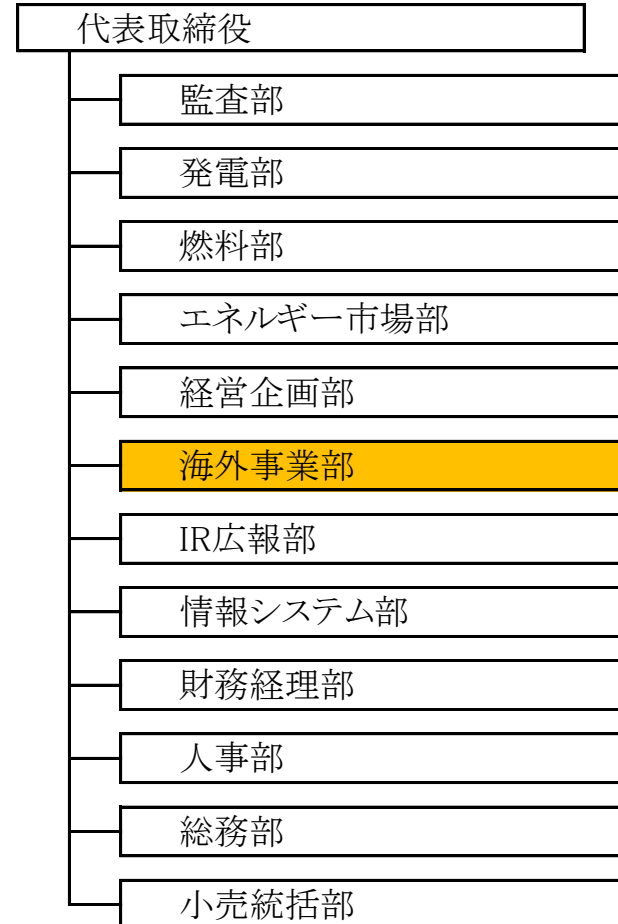 代表取締役
監査部
発電部
燃料部
エネルギー市場部
経営企画部
海外事業部
IR広報部
情報システム部
財務経理部
人事部
総務部
小売統括部